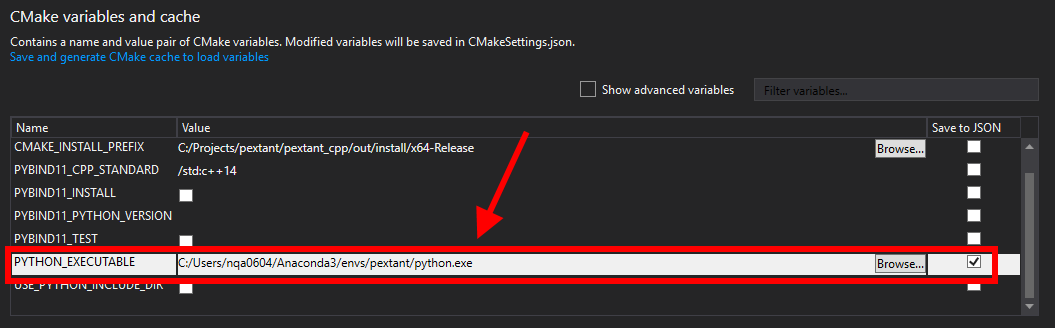 CMake variables and cache
Contains a name and value pair of CMake variables. Modified variables will be saved in CMakeSettings.json.
Save and generate CMake cache to load variables
Show advanced variables
Filter variables...
Name Value Save to JSON
CMAKE_INSTALL_PREFIX C:/Projects/pextant/pextant_cpp/out/install/x64-Release Browse...
PYBIND11_CPP_STANDARD /std:c++14
PYBIND11_INSTALL
PYBIND11_PYTHON_VERSION
PYBIND11_TEST
PYTHON_EXECUTABLE C:/Users/nqa0604/Anaconda3/envs/pextant/python.exe Browse...
USE_PYTHON_INCLUDE_DIR